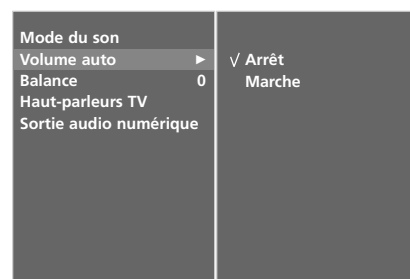 Mode du son
Volume auto ►
Balance 0
Haut-parleurs TV
Sortie audio numérique
√ Arrêt
Marche